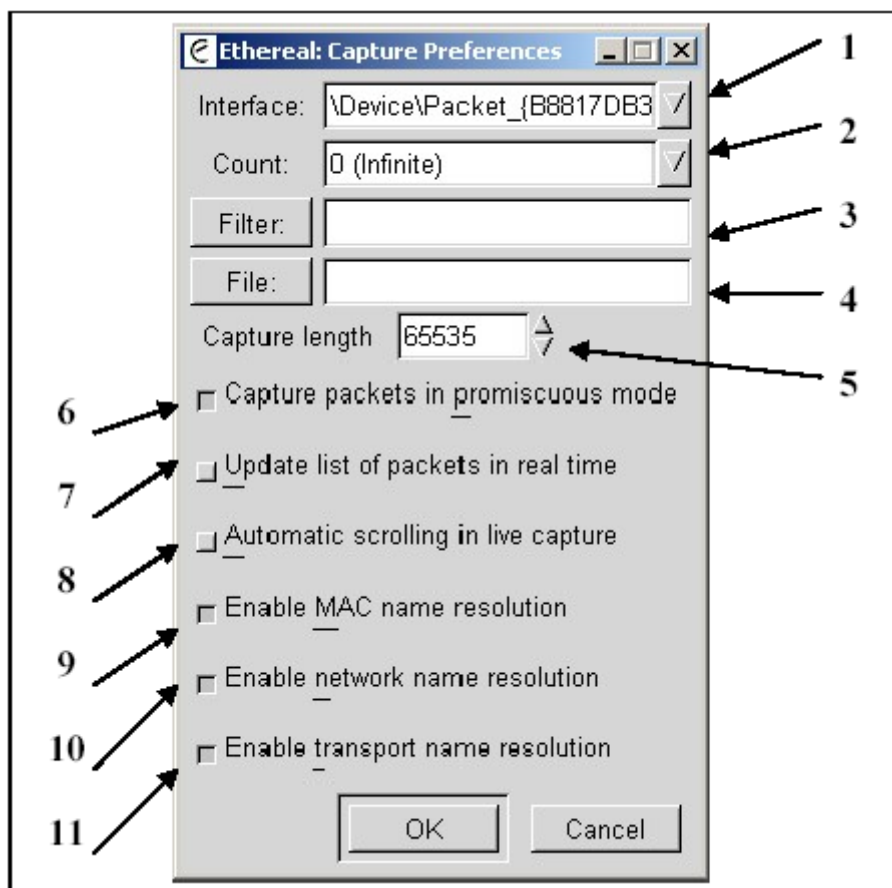 Ethereal: Capture Preferences
1
Interface: \Device\Packet_{B8817DB3
2
Count: 0 (Infinite)
3
Filter:
File:
4
Capture length 65535
5
6
Capture packets in promiscuous mode
7
Update list of packets in real time
8
Automatic scrolling in live capture
9
Enable MAC name resolution
10
Enable network name resolution
11
Enable transport name resolution
OK Cancel